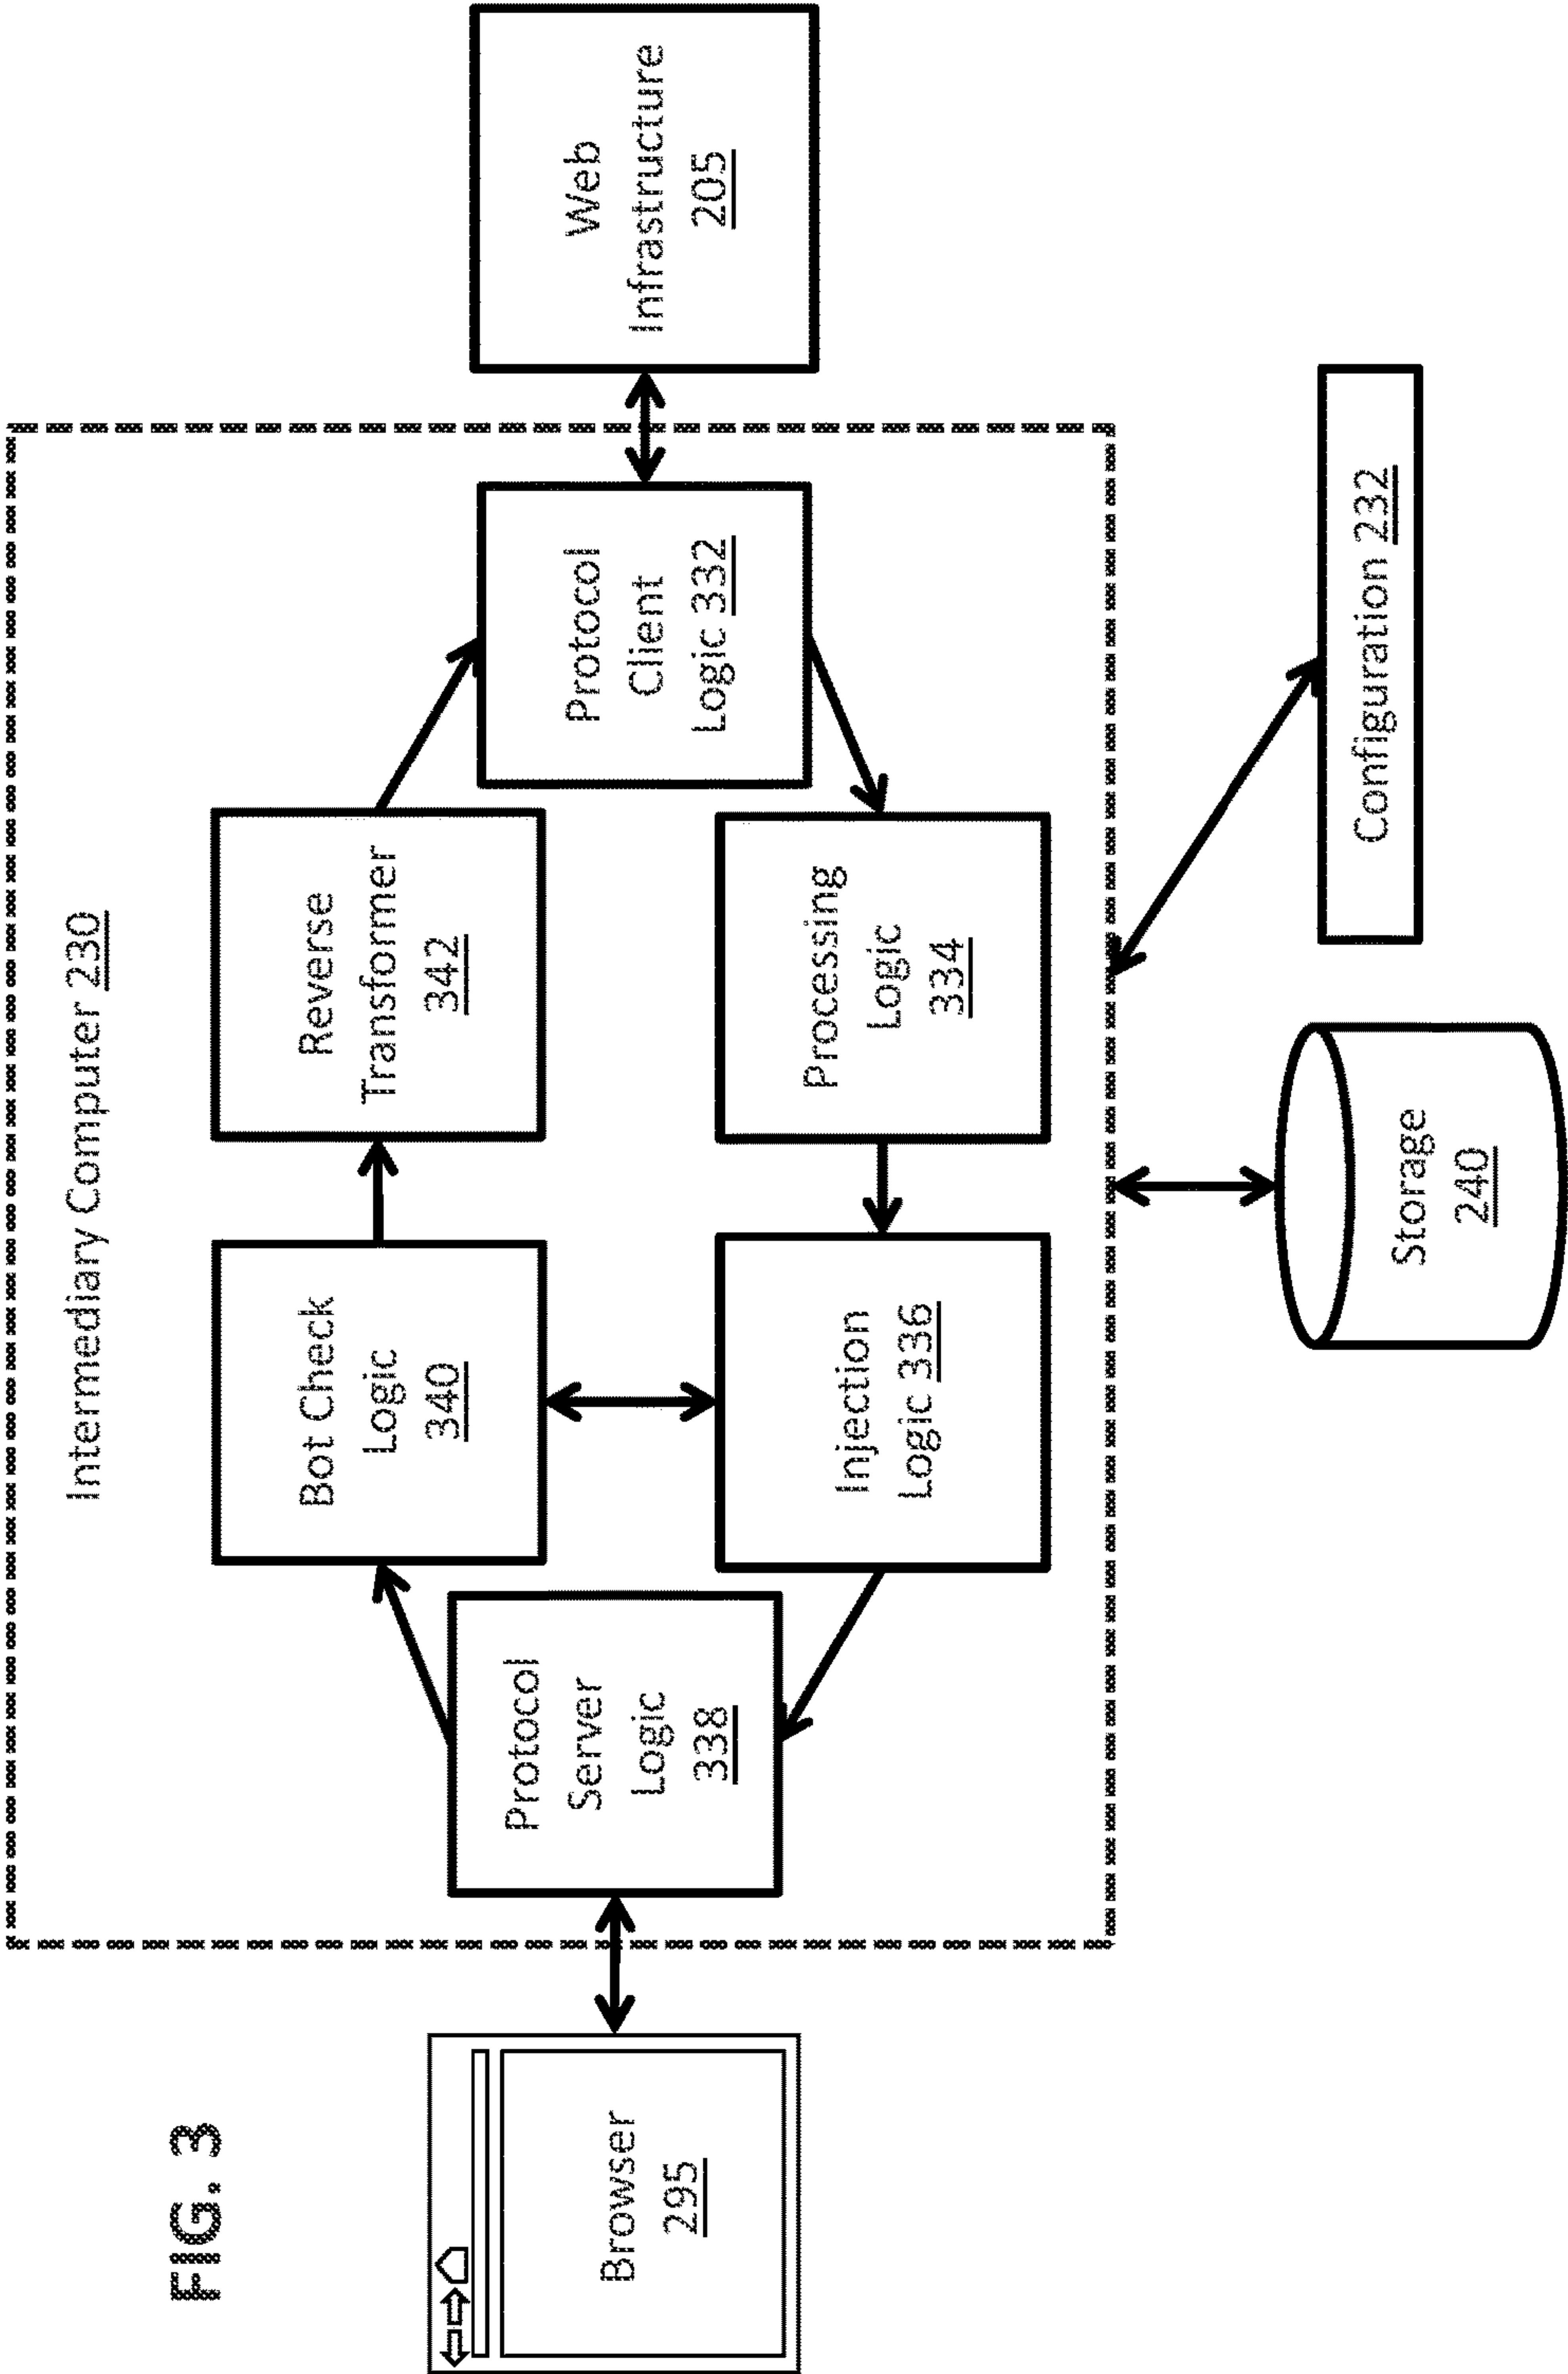 FIG. 3
Intermediary Computer 230
Browser
295
Protocol
Server
Logic
338
Bot Check
Logic
340
Reverse
Transformer
342
Injection
Logic 336
Processing
Logic
334
Protocol
Client
Logic 332
Web
Infrastructure
205
Storage
240
Configuration 232